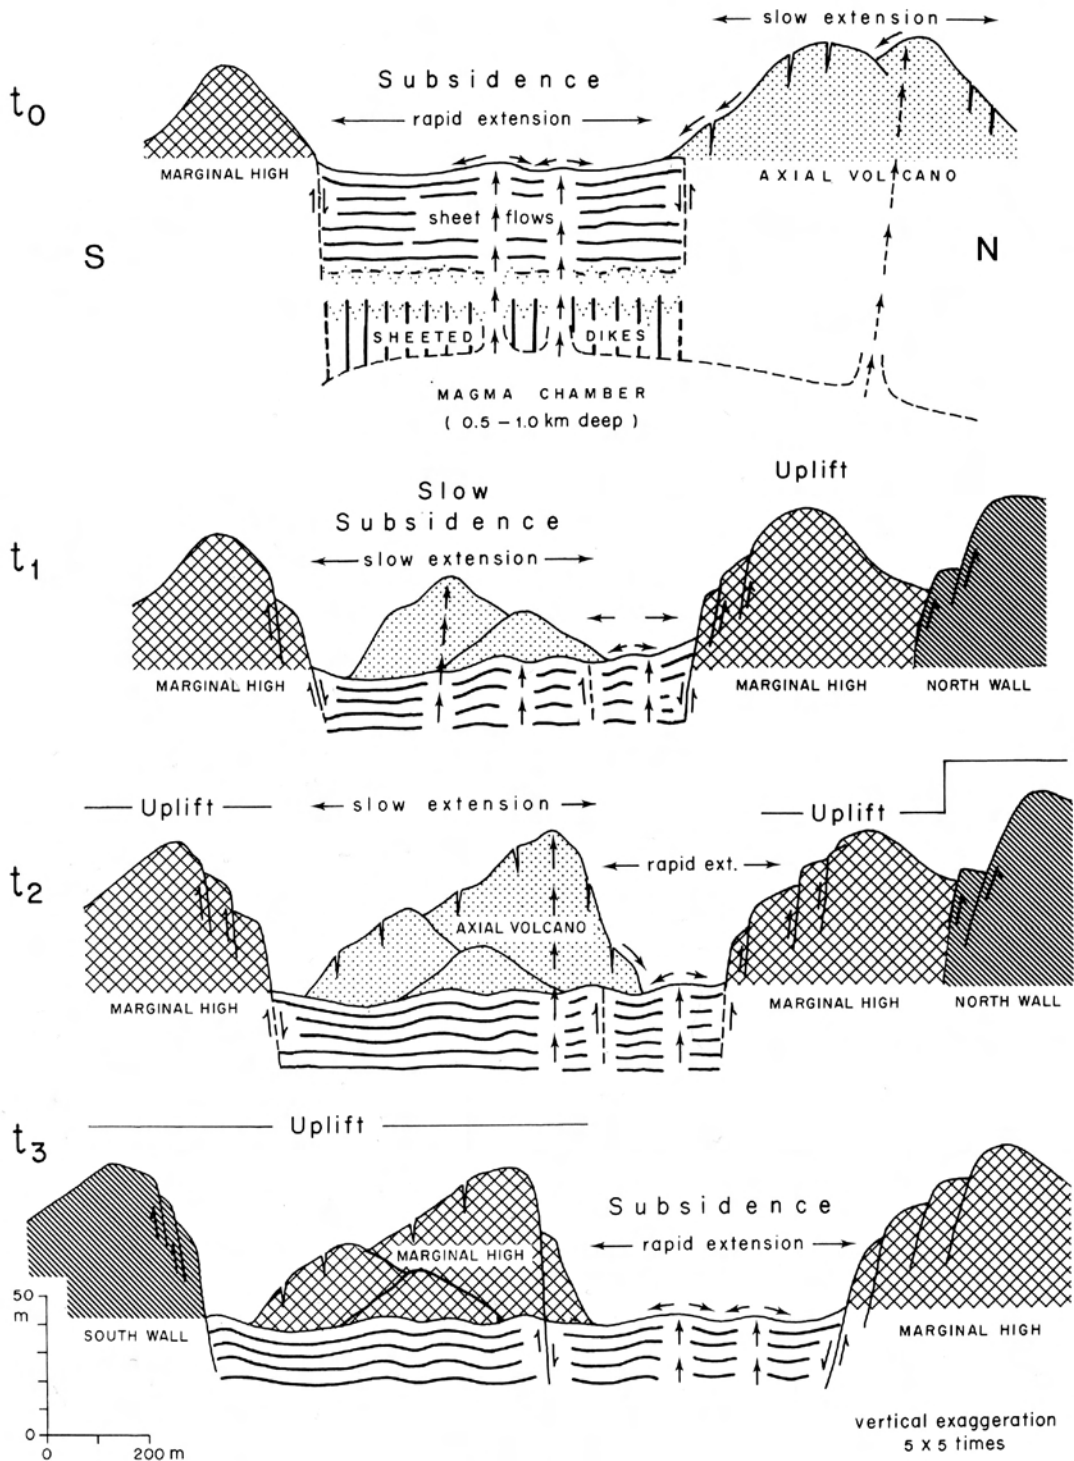 slow extension
t0
Subsidence
rapid extension
MARGINAL HIGH
AXIAL VOLCANO
sheet flows
S
N
SHEETED DIKES
MAGMA CHAMBER
( 0.5 – 1.0 km deep )
Uplift
Slow
Subsidence
t1
slow extension
MARGINAL HIGH
MARGINAL HIGH
NORTH WALL
Uplift
slow extension
Uplift
t2
rapid ext.
AXIAL VOLCANO
MARGINAL HIGH
MARGINAL HIGH
NORTH WALL
t3
Uplift
Subsidence
rapid extension
MARGINAL HIGH
50
m
SOUTH WALL
MARGINAL HIGH
0
0 200 m
vertical exaggeration
5 X 5 times